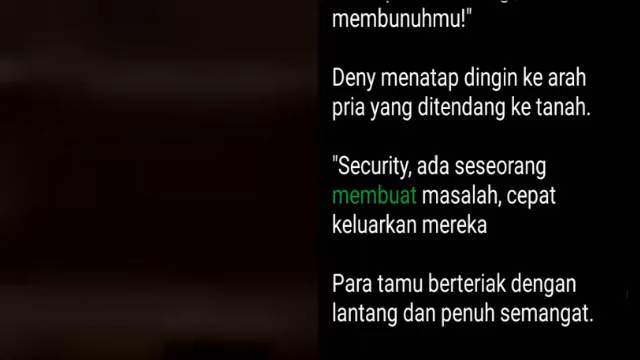 membunuhmu!"
Deny menatap dingin ke arah
pria yang ditendang ke tanah.
"Security, ada seseorang
membuat masalah, cepat
keluarkan mereka
Para tamu berteriak dengan
lantang dan penuh semangat.